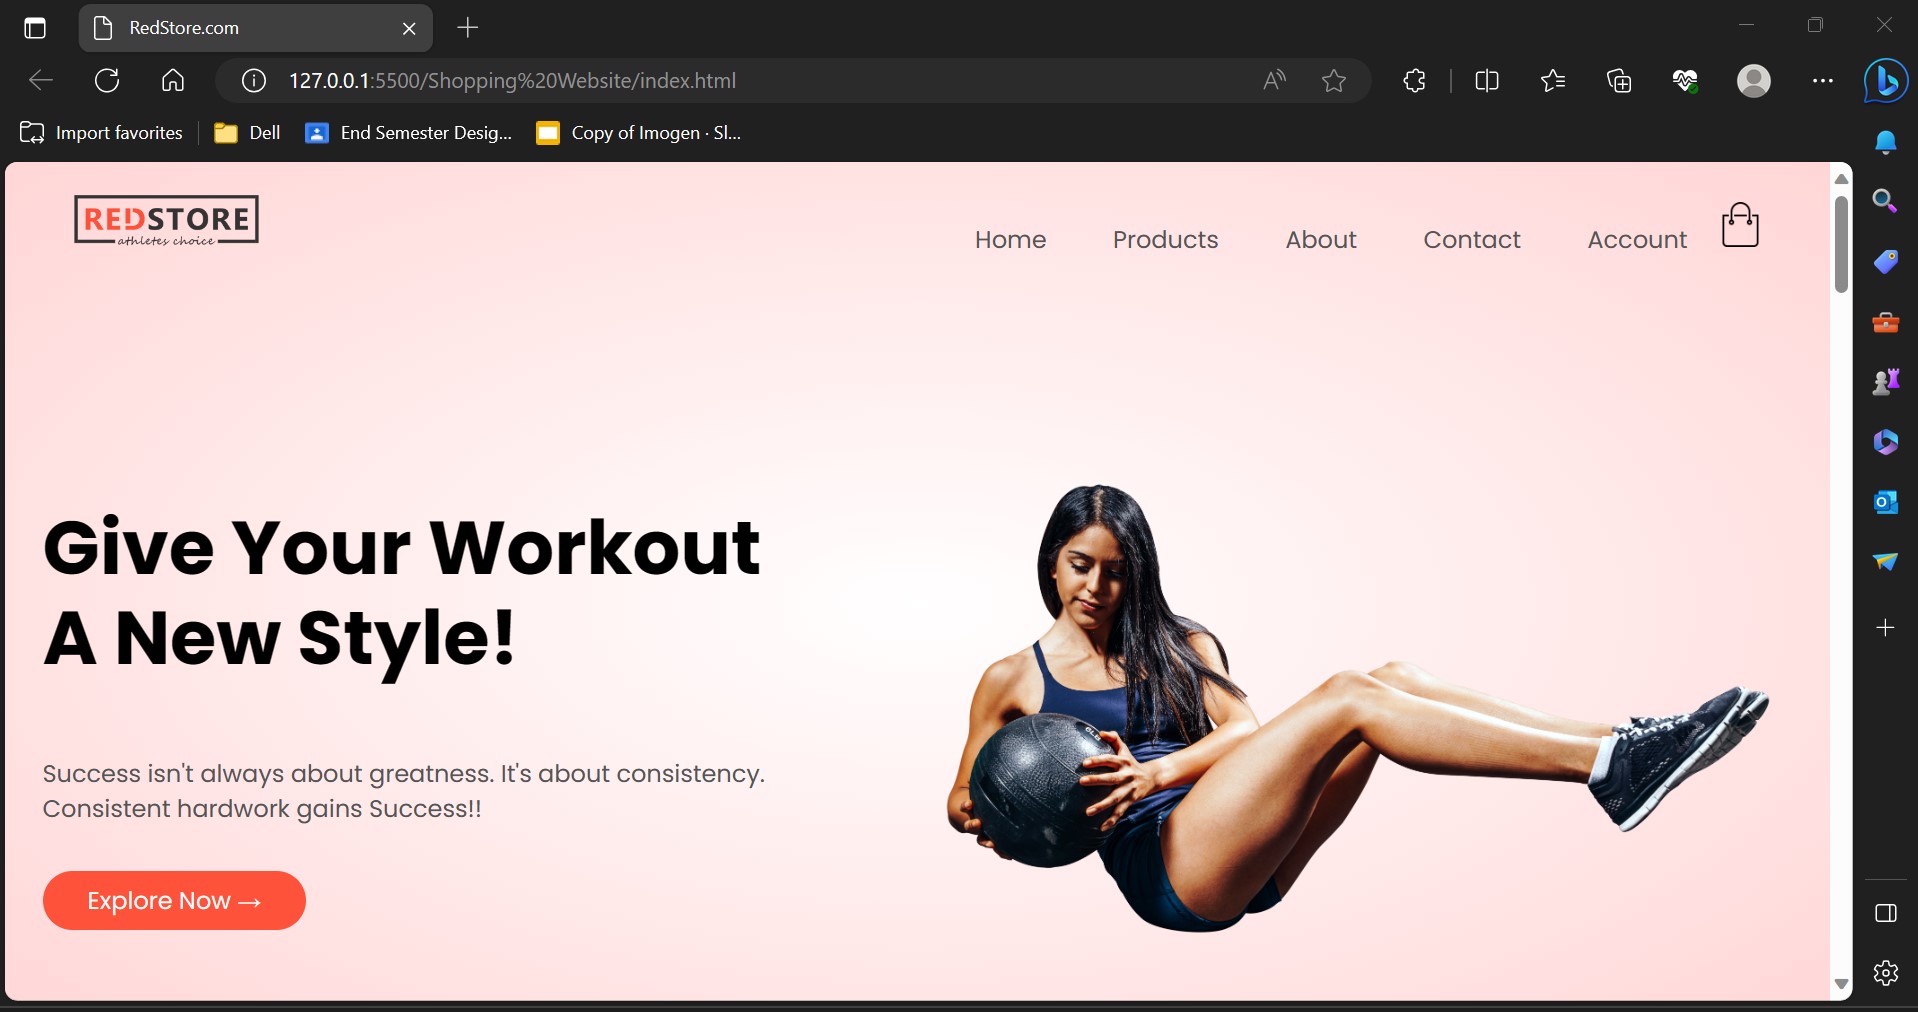 RedStore.com
127.0.0.1:5500/Shopping%20Website/index.html
Import favorites
Dell
End Semester Desig...
Copy of Imogen · Sl...
REDSTORE
athletes choice
Home
Products
About
Contact
Account
Give Your Workout
A New Style!
Success isn't always about greatness. It's about consistency.
Consistent hardwork gains Success!!
Explore Now →